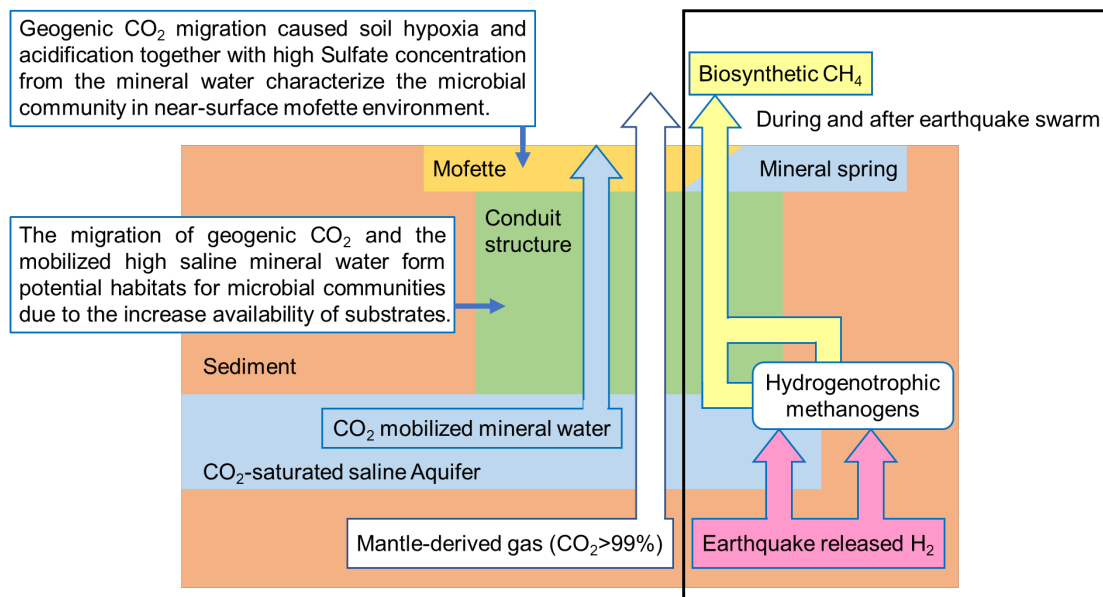 Geogenic CO₂ migration caused soil hypoxia and
acidification together with high Sulfate concentration
from the mineral water characterize the microbial
community in near-surface mofette environment.
Biosynthetic CH₄
During and after earthquake swarm
Mofette
Mineral spring
Conduit
structure
The migration of geogenic CO₂ and the
mobilized high saline mineral water form
potential habitats for microbial communities
due to the increase availability of substrates.
Sediment
Hydrogenotrophic
methanogens
CO₂ mobilized mineral water
CO₂-saturated saline Aquifer
Mantle-derived gas (CO₂>99%)
Earthquake released H₂